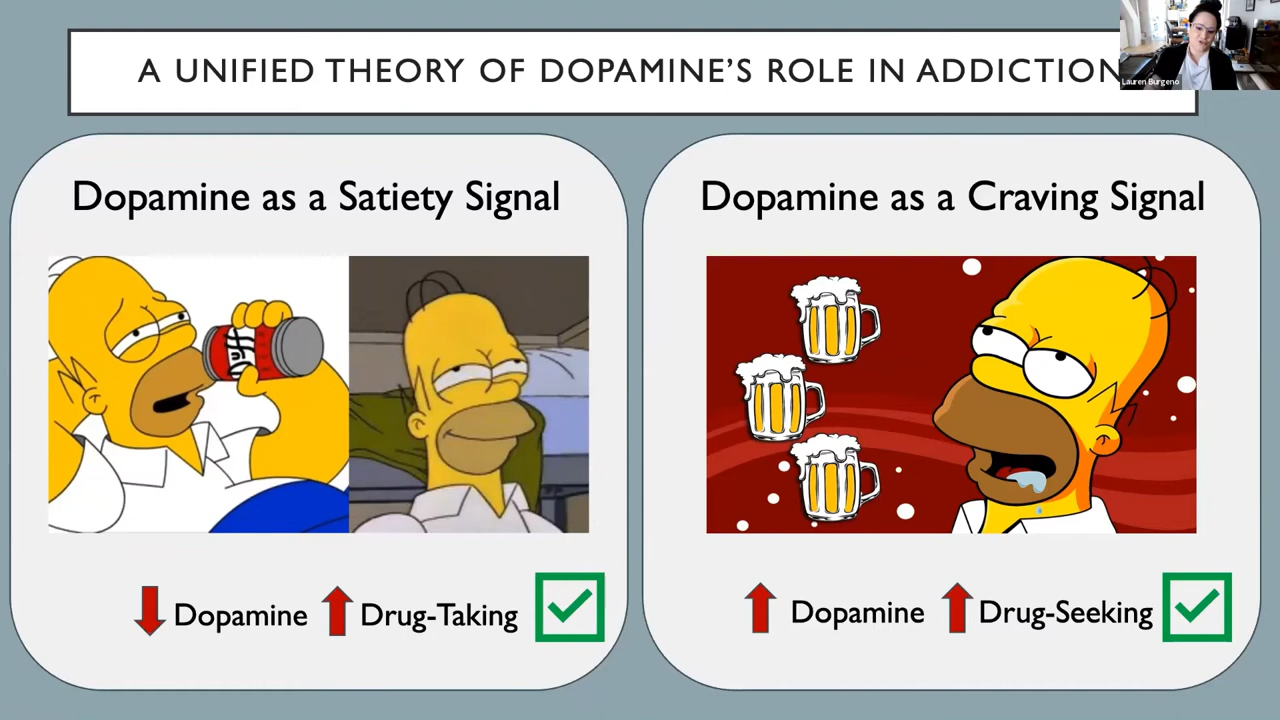 A UNIFIED THEORY OF DOPAMINE'S ROLE IN ADDICTION
Lauren Burgeno
Dopamine as a Satiety Signal
Duff
Dopamine Drug-Taking
Dopamine as a Craving Signal
Dopamine Drug-Seeking